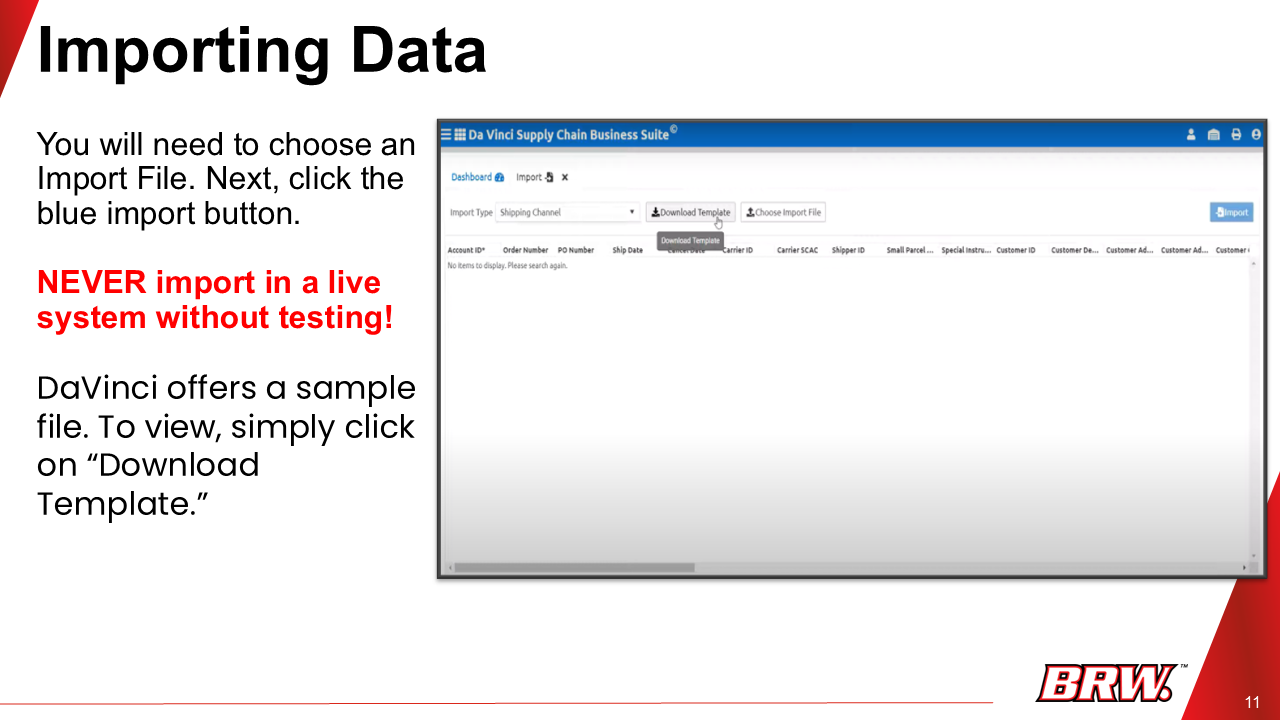 Importing Data
You will need to choose an
Import File. Next, click the
blue import button.
NEVER import in a live
system without testing!
DaVinci offers a sample
file. To view, simply click
on “Download
Template.”
Da Vinci Supply Chain Business Suite©
Dashboard Import
Import Type Shipping Channel Download Template Choose Import File Import
Download Template
Account ID* Order Number PO Number Ship Date Cancel Date Carrier ID Carrier SCAC Shipper ID Small Parcel ... Special Instru... Customer ID Customer De... Customer Ad... Customer Ad... Customer
No items to display. Please search again.
BRW.™
11